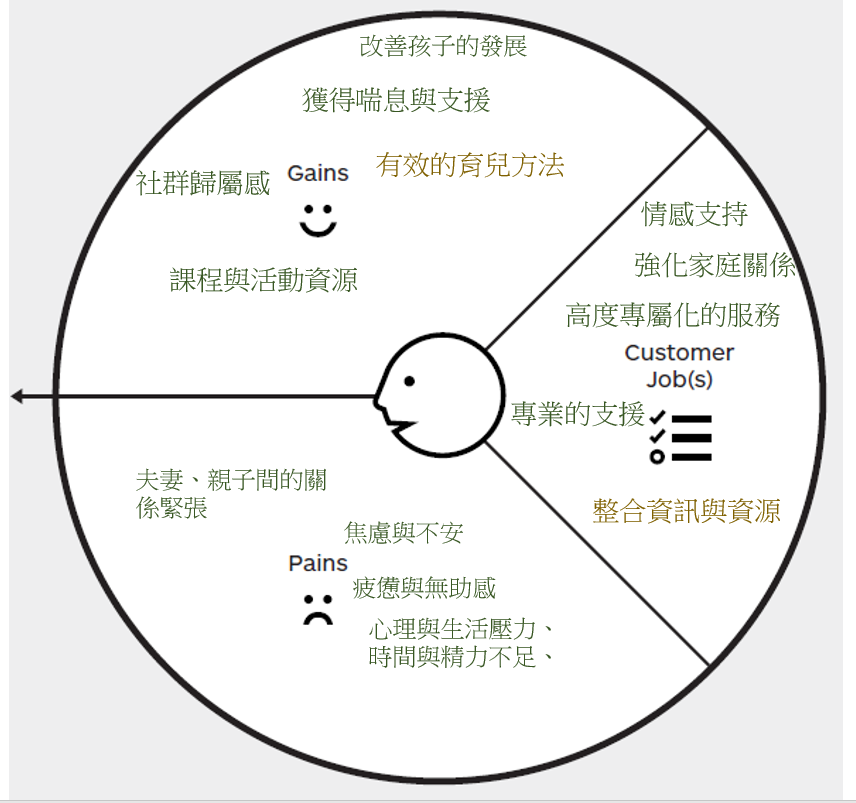 改善孩子的發展
獲得喘息與支援
有效的育兒方法
社群歸屬感
Gains
課程與活動資源
情感支持
強化家庭關係
高度專屬化的服務
Customer
Job(s)
專業的支援
整合資訊與資源
夫妻、親子間的關
係緊張
焦慮與不安
Pains
疲憊與無助感
心理與生活壓力、
時間與精力不足、